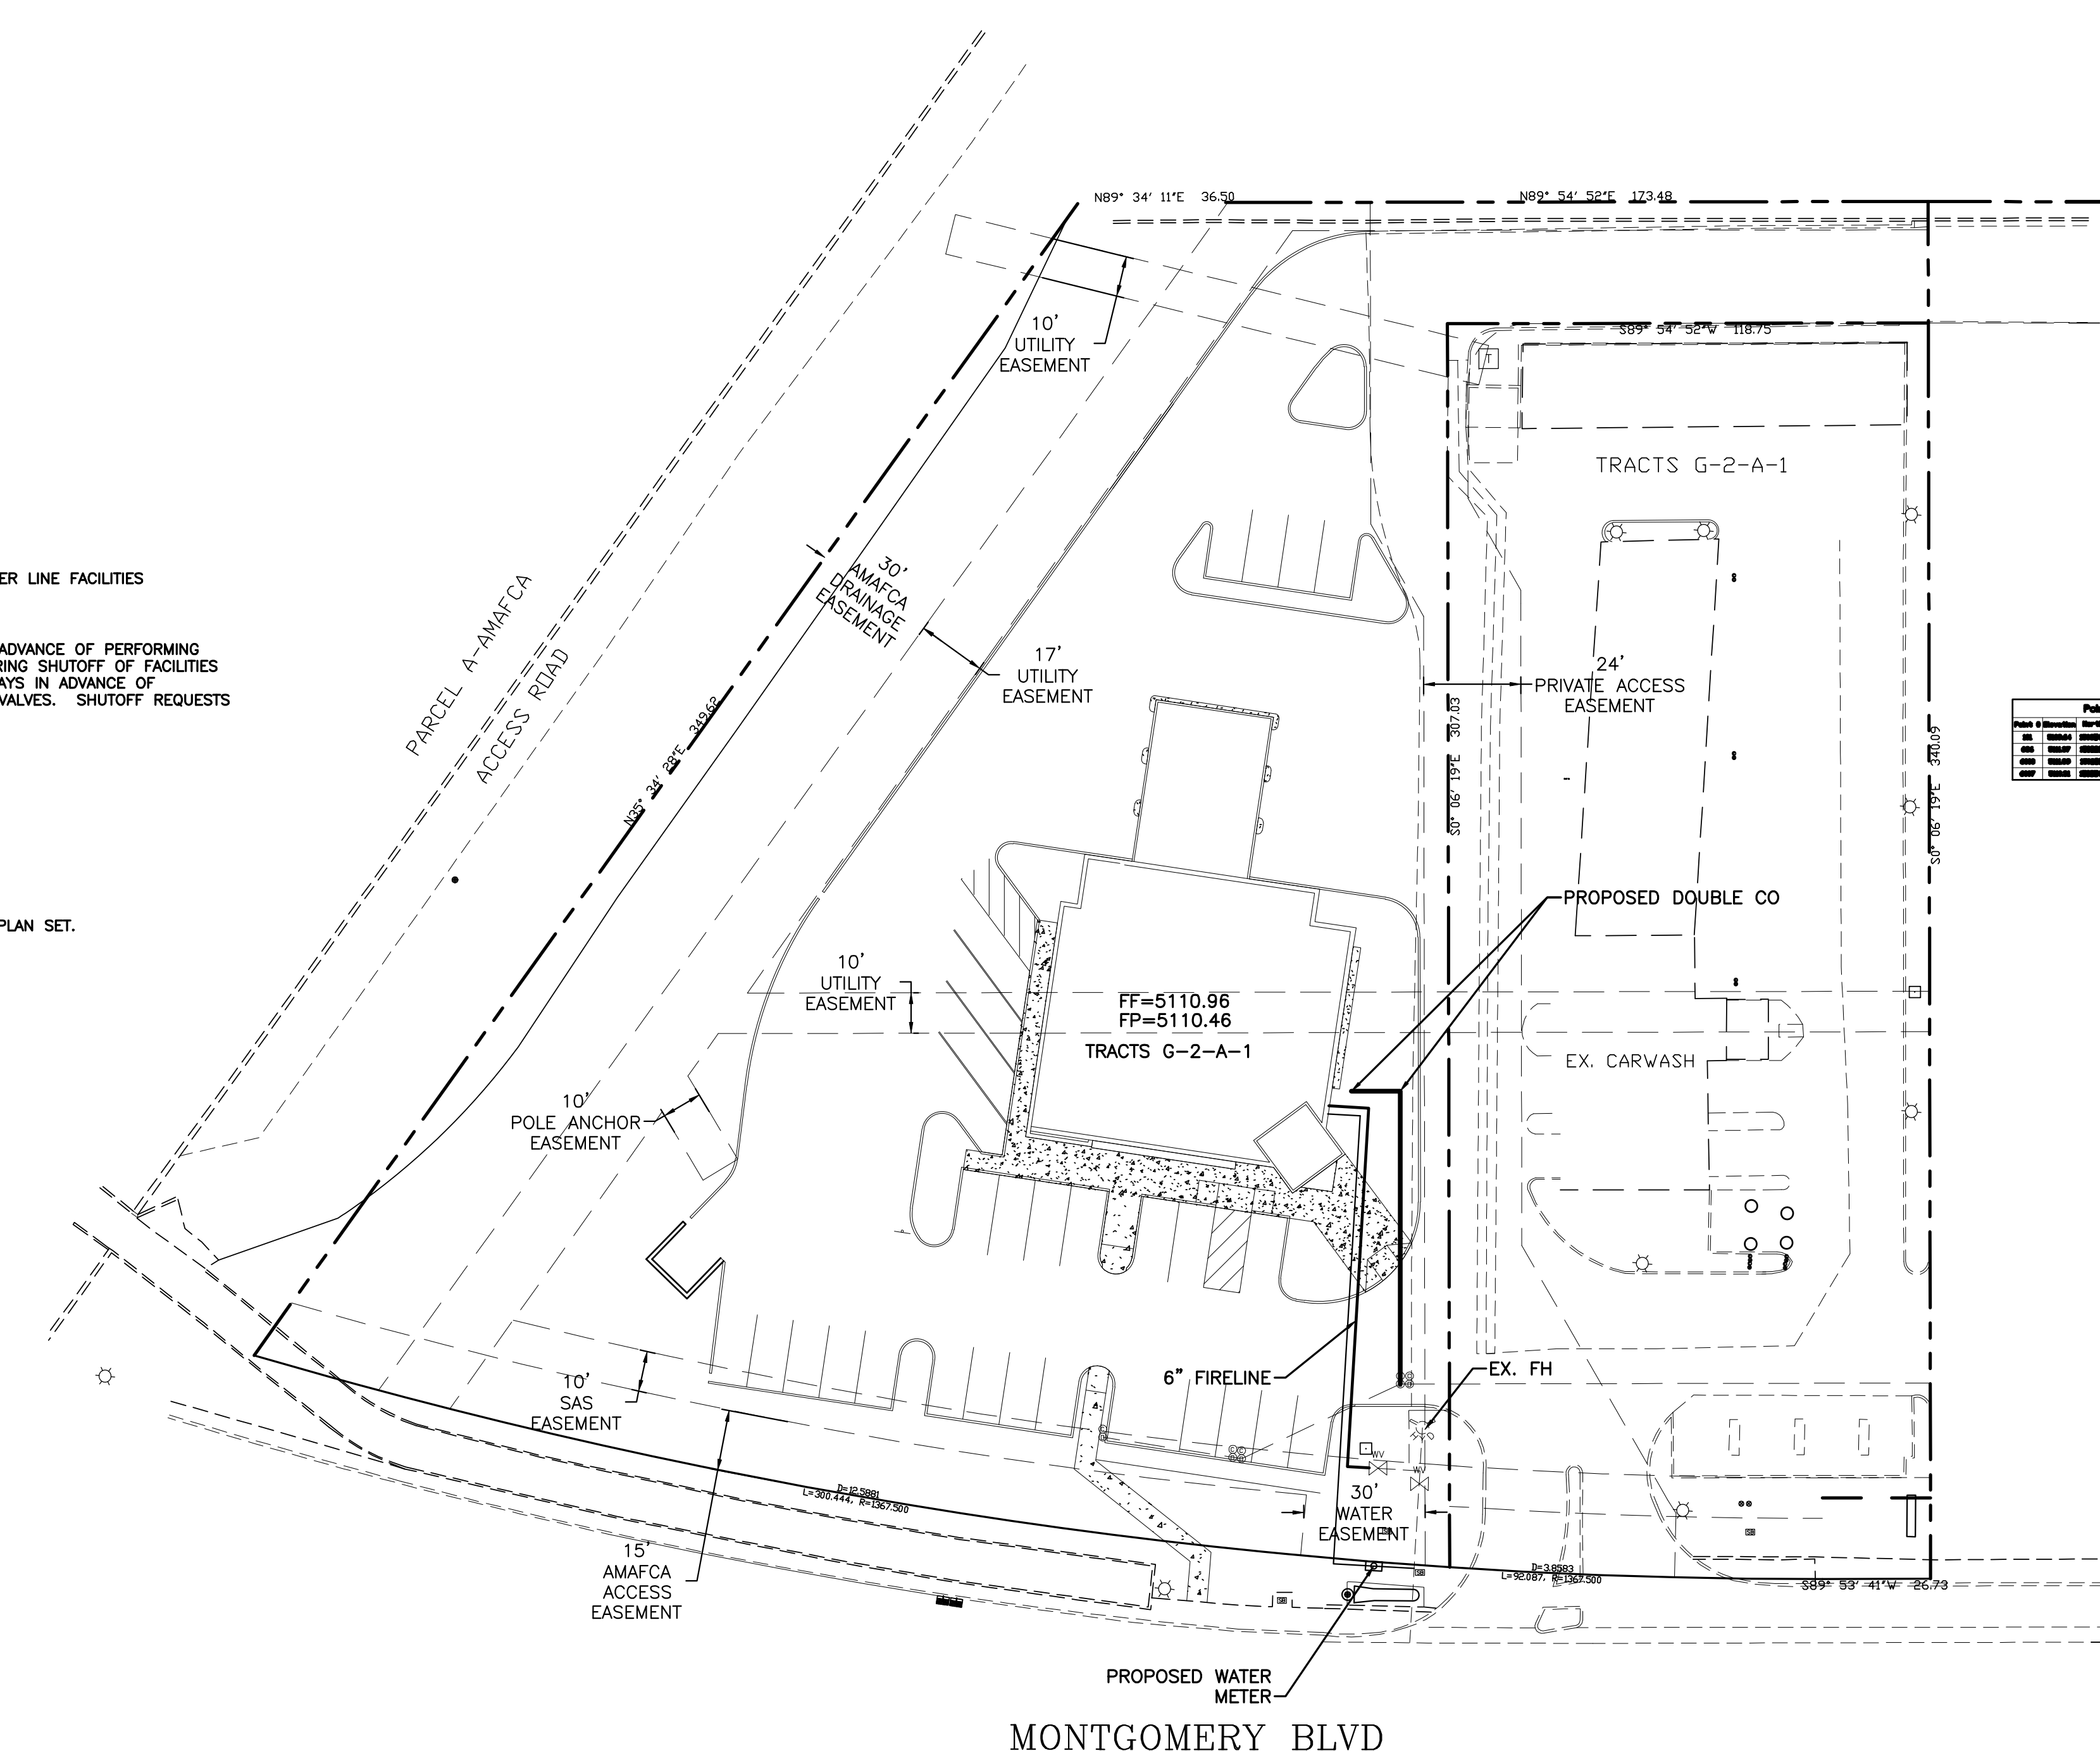 N89° 34' 11"E 36.50
N89° 54' 52"E 173.48
10'
UTILITY
EASEMENT
S89° 54' 52"W 118.75
T
TRACTS G-2-A-1
ER LINE FACILITIES
ADVANCE OF PERFORMING
RING SHUTOFF OF FACILITIES
AYS IN ADVANCE OF
VALVES. SHUTOFF REQUESTS
PARCEL A-AMAFCA
ACCESS ROAD
30'
AMAFCA
DRAINAGE
EASEMENT
17'
UTILITY
EASEMENT
24'
PRIVATE ACCESS
EASEMENT
N35° 34' 28"E 349.62
S0° 06' 19"E 307.03
S0° 06' 19"E 340.09
PLAN SET.
PROPOSED DOUBLE CO
10'
UTILITY
EASEMENT
FF=5110.96
FP=5110.46
TRACTS G-2-A-1
EX. CARWASH
10'
POLE ANCHOR
EASEMENT
6" FIRELINE
EX. FH
10'
SAS
EASEMENT
WV
WV
30'
WATER
EASEMENT
D=12.5881
L=300.444, R=1367.500
15'
AMAFCA
ACCESS
EASEMENT
D=3.8583
L=92.087, R=1367.500
S89° 53' 41"W 26.73
SB
SB
SB
PROPOSED WATER
METER
MONTGOMERY BLVD